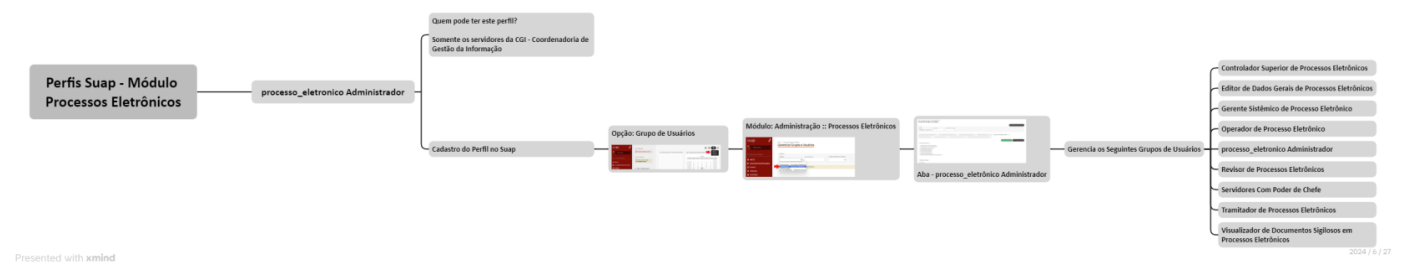 Perfis Suap - Módulo
Processos Eletrônicos
processo_eletronico Administrador
Quem pode ter este perfil?
Somente os servidores da CGI - Coordenadoria de
Gestão da Informação
Cadastro do Perfil no Suap
Opção: Grupo de Usuários
Módulo: Administração :: Processos Eletrônicos
Aba - processo_eletrônico Administrador
Gerencia os Seguintes Grupos de Usuários
Controlador Superior de Processos Eletrônicos
Editor de Dados Gerais de Processos Eletrônicos
Gerente Sistêmico de Processo Eletrônico
Operador de Processo Eletrônico
processo_eletronico Administrador
Revisor de Processos Eletrônicos
Servidores Com Poder de Chefe
Tramitador de Processos Eletrônicos
Visualizador de Documentos Sigilosos em
Processos Eletrônicos
Presented with xmind
2024 / 6 / 27